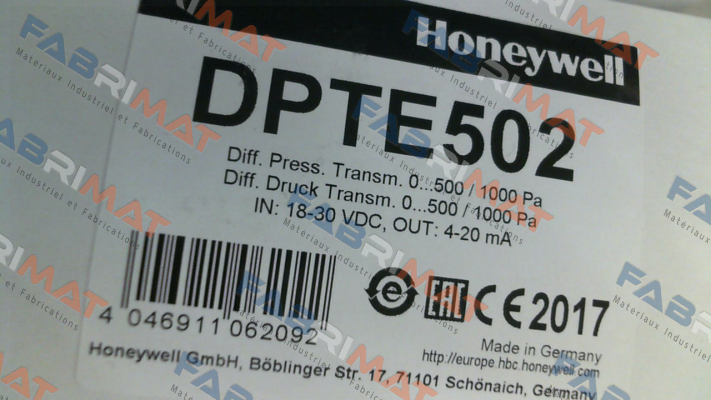 Honeywell
DPTE502
Diff. Press. Transm. 0...500 / 1000 Pa
Diff. Druck Transm. 0...500 / 1000 Pa
IN: 18-30 VDC, OUT: 4-20 mA
4 046911 062092
e EAC CE 2017
Made in Germany
http://europe.hbc.honeywell.com
Honeywell GmbH, Böblinger Str. 17, 71101 Schönaich, Germany
FABRIMAT
Materiaux Industriel et Fabrications